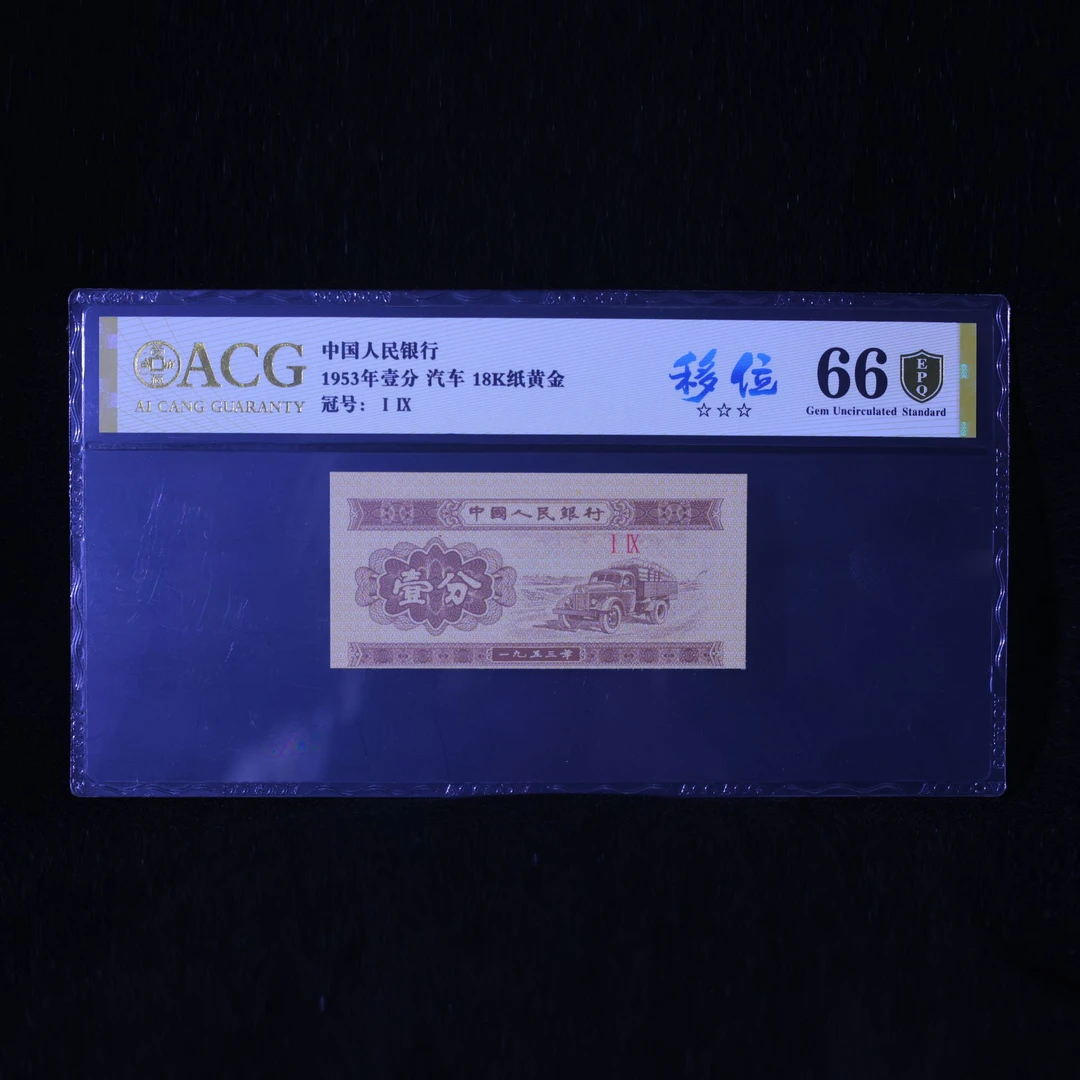 ACG
AI CANG GUARANTY
中国人民银行
1953年壹分 汽车 18K纸黄金
冠号： I IX
移位
☆☆☆
66
EPQ
Gem Uncirculated Standard
中國人民銀行
I IX
壹分
一九五三年